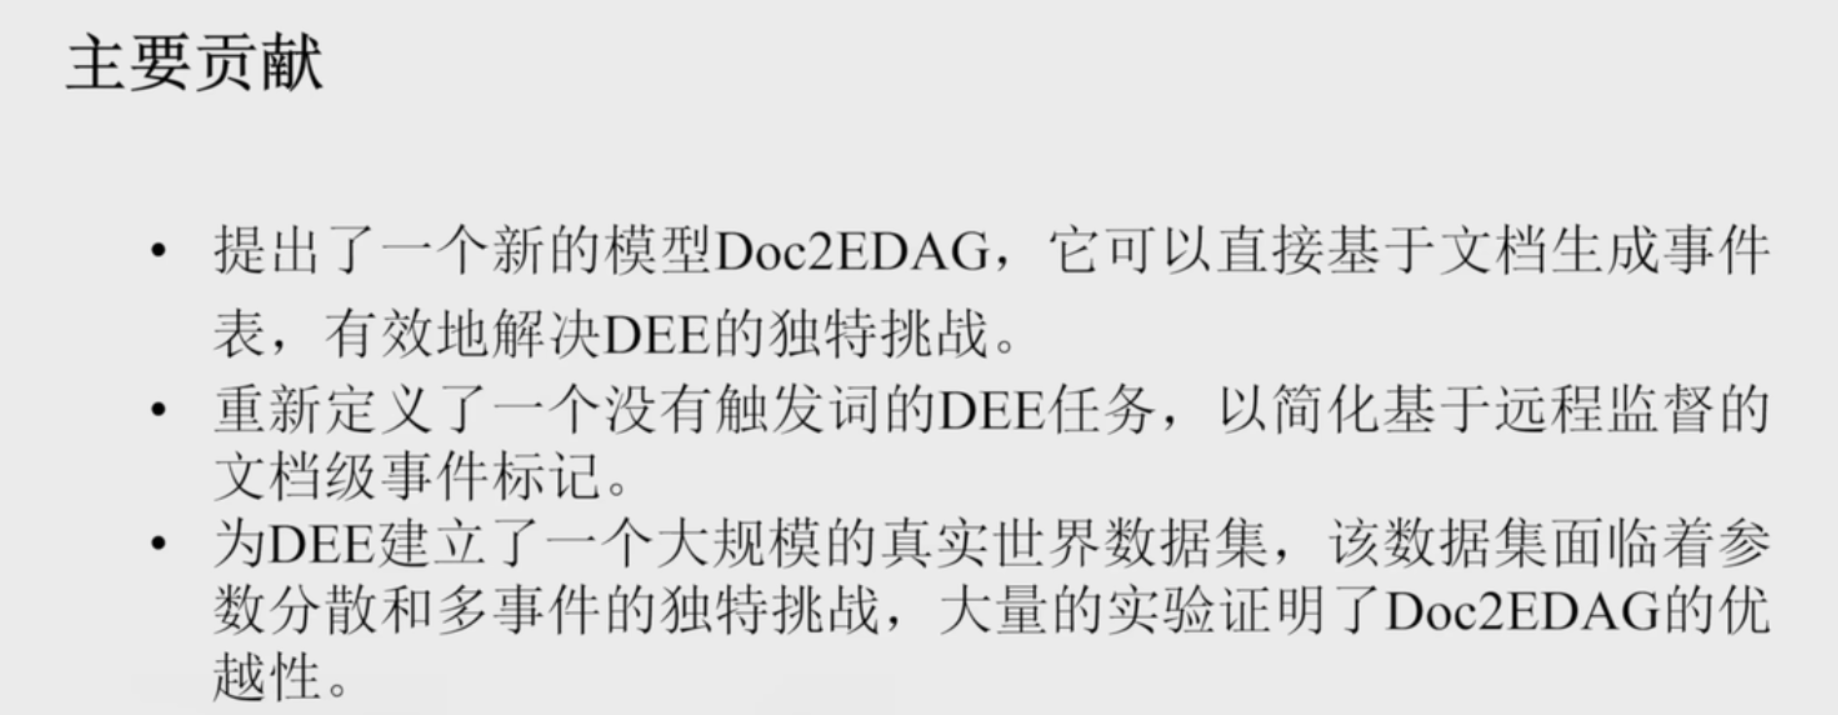 主要贡献
• 提出了一个新的模型Doc2EDAG，它可以直接基于文档生成事件
表，有效地解决DEE的独特挑战。
• 重新定义了一个没有触发词的DEE任务，以简化基于远程监督的
文档级事件标记。
• 为DEE建立了一个大规模的真实世界数据集，该数据集面临着参
数分散和多事件的独特挑战，大量的实验证明了Doc2EDAG的优
越性。